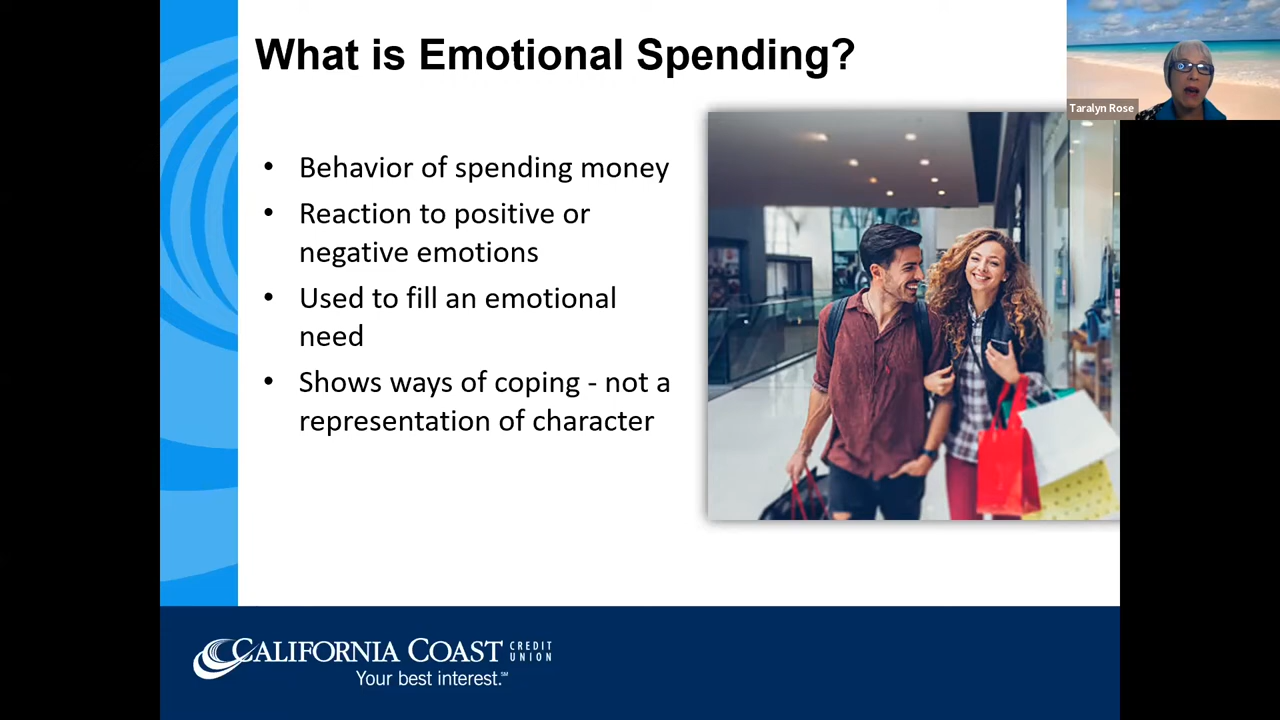 What is Emotional Spending?
Taralyn Rose
• Behavior of spending money
• Reaction to positive or
negative emotions
• Used to fill an emotional
need
• Shows ways of coping - not a
representation of character
CALIFORNIA COAST CREDIT UNION
Your best interest.℠